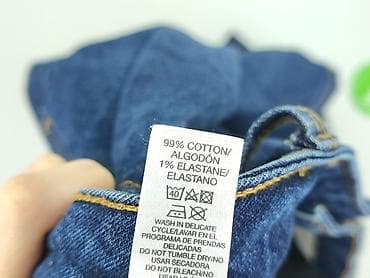 99% COTTON/
ALGODÓN
1% ELASTANE/
ELASTANO
40
WASH IN DELICATE
CYCLE/LAVAR EN EL
PROGRAMA DE PRENDAS
DELICADAS
DO NOT TUMBLE DRY/NO
USAR SECADORA
DO NOT BLEACH/NO